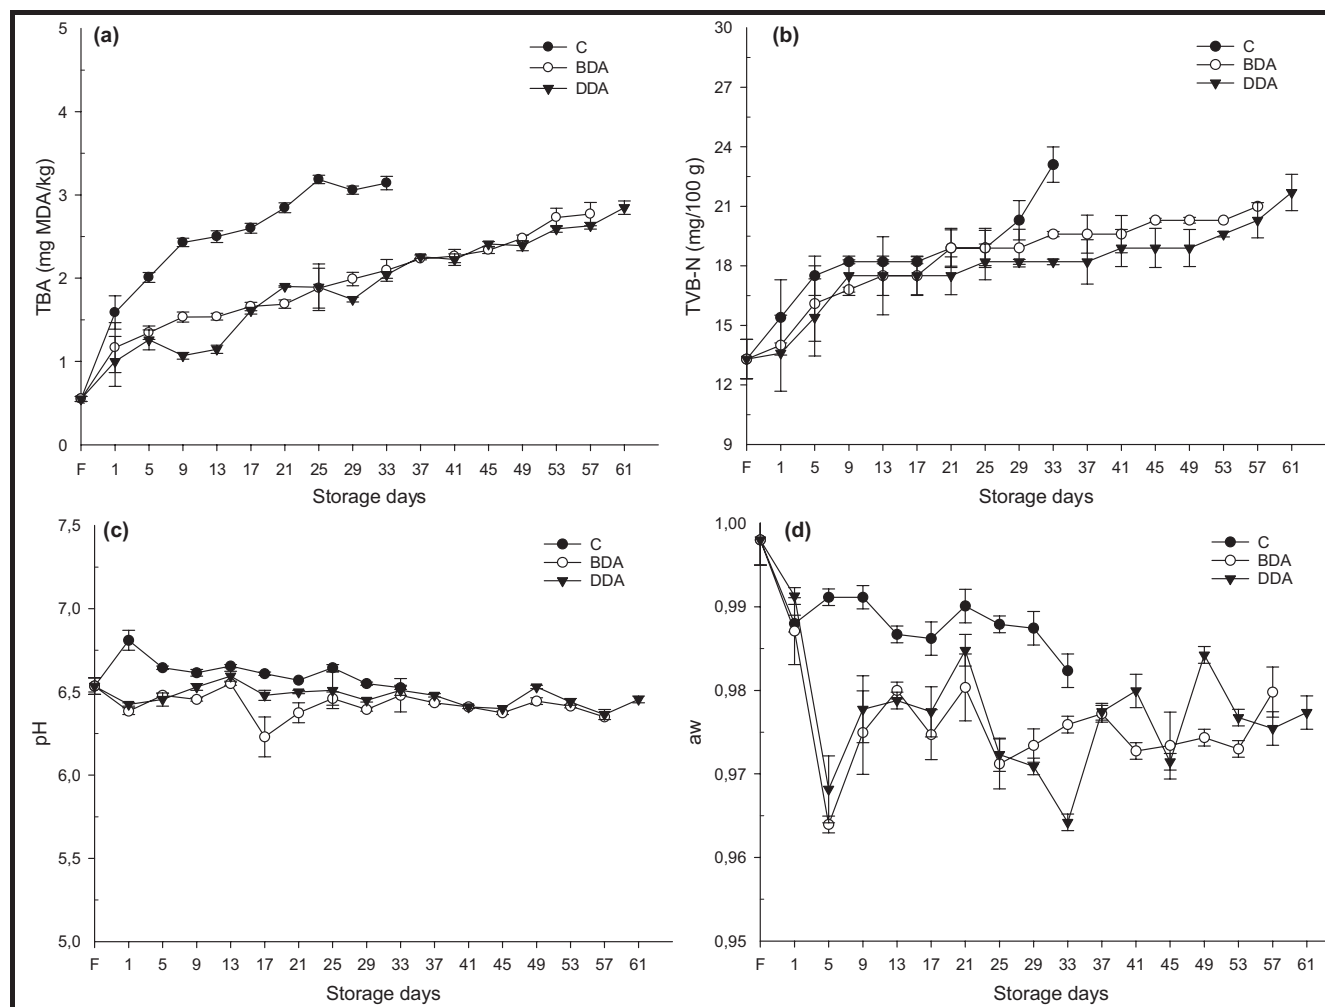 (a)
C
BDA
DDA
TBA (mg MDA/kg)
5
4
3
2
1
0
F 1 5 9 13 17 21 25 29 33 37 41 45 49 53 57 61
Storage days
(b)
C
BDA
DDA
TVB-N (mg/100 g)
30
27
24
21
18
15
12
9
F 1 5 9 13 17 21 25 29 33 37 41 45 49 53 57 61
Storage days
(c)
C
BDA
DDA
pH
7,5
7,0
6,5
6,0
5,5
5,0
F 1 5 9 13 17 21 25 29 33 37 41 45 49 53 57 61
Storage days
(d)
C
BDA
DDA
aw
1,00
0,99
0,98
0,97
0,96
0,95
F 1 5 9 13 17 21 25 29 33 37 41 45 49 53 57 61
Storage days